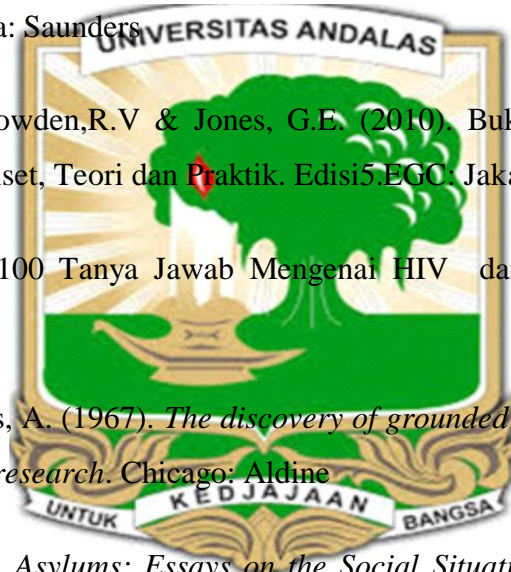 a: Saunders
UNIVERSITAS ANDALAS
owden,R.V & Jones, G.E. (2010). Buk
iset, Teori dan Praktik. Edisi5.EGC: Jaka
100 Tanya Jawab Mengenai HIV da
s, A. (1967). The discovery of grounded
research. Chicago: Aldine
UNTUK KEDJAJAAN BANGSA
Asylums: Essays on the Social Situati